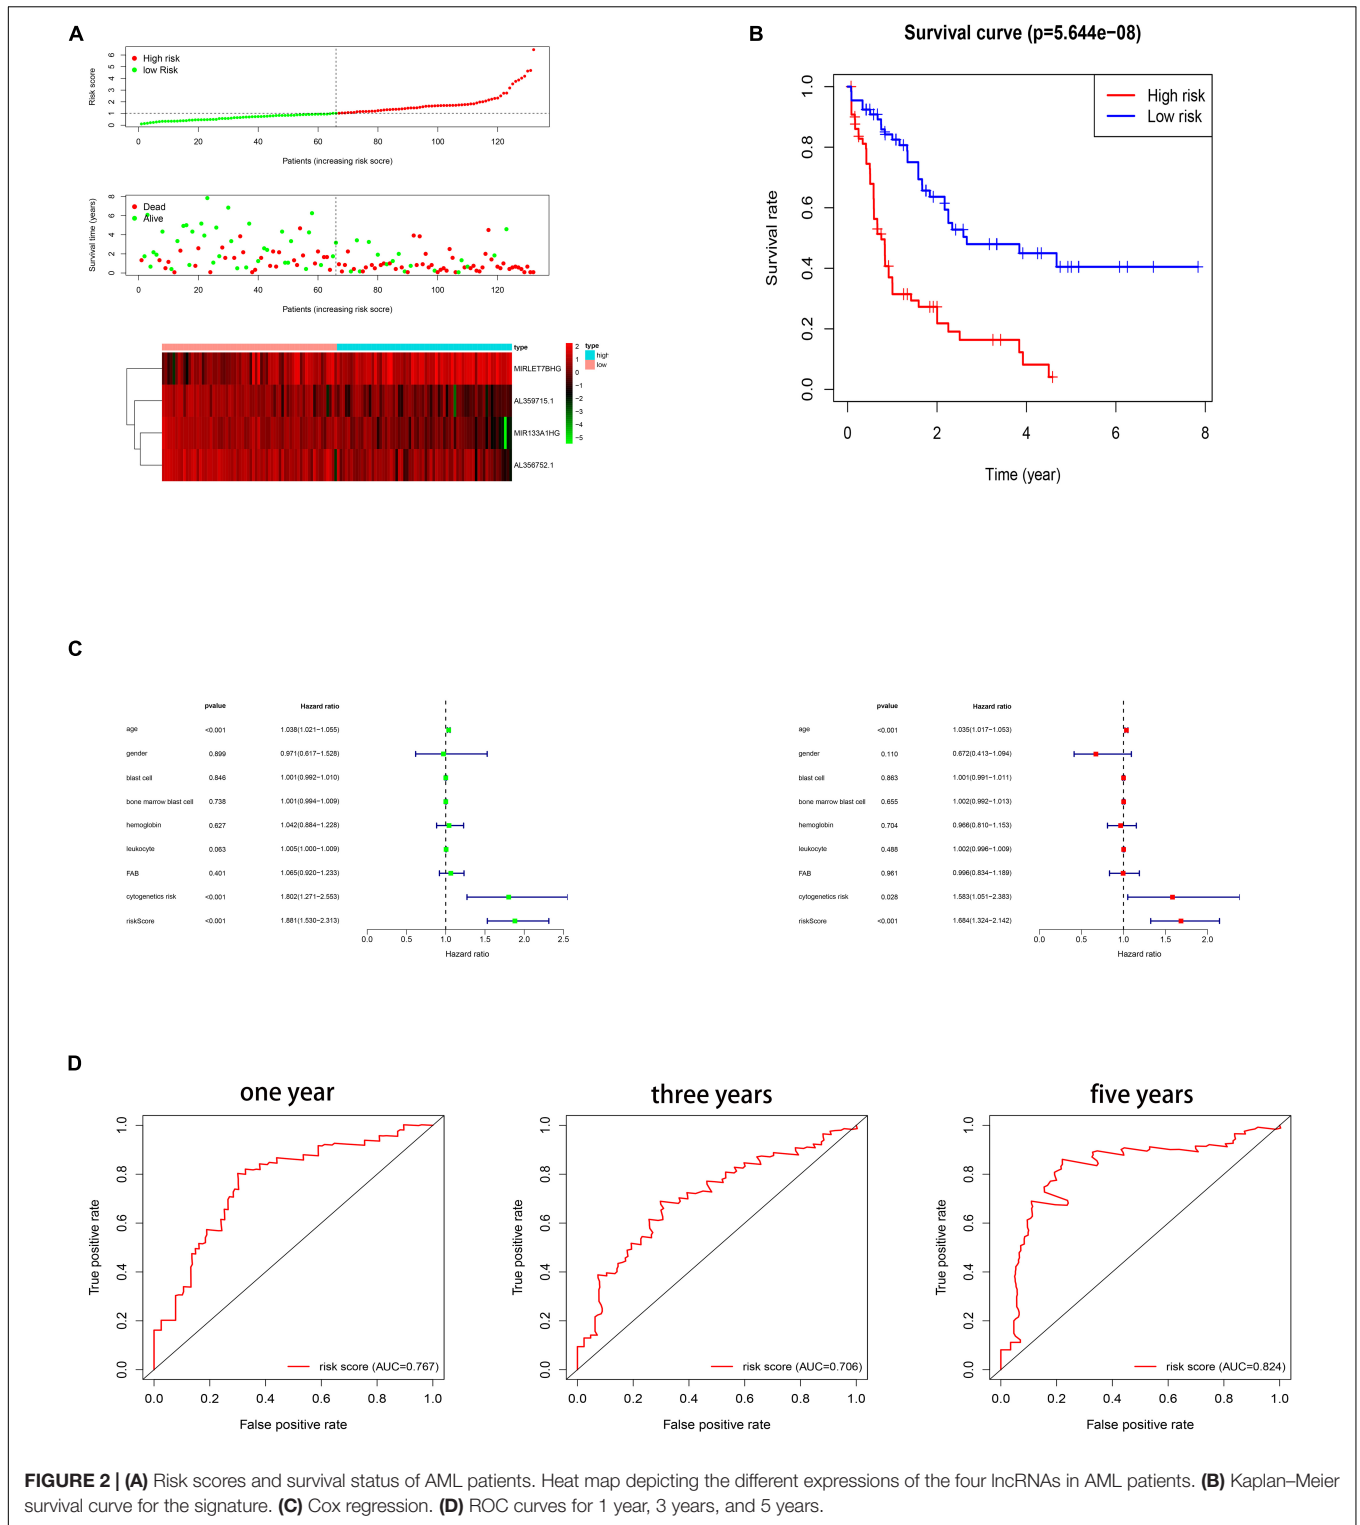 A
Risk score
0 1 2 3 4 5 6
High risk
low Risk
0 20 40 60 80 100 120
Patients (increasing risk socre)
Survival time (years)
0 2 4 6 8
Dead
Alive
0 20 40 60 80 100 120
Patients (increasing risk socre)
type
MIRLET7BHG
AL359715.1
MIR133A1HG
AL356752.1
2
1
0
−1
−2
−3
−4
−5
type
high
low
B
Survival curve (p=5.644e−08)
Survival rate
1.0
0.8
0.6
0.4
0.2
0.0
High risk
Low risk
0 2 4 6 8
Time (year)
C
pvalue Hazard ratio
age <0.001 1.038(1.021−1.055)
gender 0.899 0.971(0.617−1.528)
blast cell 0.846 1.001(0.992−1.010)
bone marrow blast cell 0.738 1.001(0.994−1.009)
hemoglobin 0.627 1.042(0.884−1.228)
leukocyte 0.063 1.005(1.000−1.009)
FAB 0.401 1.065(0.920−1.233)
cytogenetics risk <0.001 1.802(1.271−2.553)
riskScore <0.001 1.881(1.530−2.313)
0.0 0.5 1.0 1.5 2.0 2.5
Hazard ratio
pvalue Hazard ratio
age <0.001 1.035(1.017−1.053)
gender 0.110 0.672(0.413−1.094)
blast cell 0.863 1.001(0.991−1.011)
bone marrow blast cell 0.655 1.002(0.992−1.013)
hemoglobin 0.704 0.966(0.810−1.153)
leukocyte 0.488 1.002(0.996−1.009)
FAB 0.961 0.996(0.834−1.189)
cytogenetics risk 0.028 1.583(1.051−2.383)
riskScore <0.001 1.684(1.324−2.142)
0.0 0.5 1.0 1.5 2.0
Hazard ratio
D
one year
True positive rate
0.0 0.2 0.4 0.6 0.8 1.0
risk score (AUC=0.767)
0.0 0.2 0.4 0.6 0.8 1.0
False positive rate
three years
True positive rate
0.0 0.2 0.4 0.6 0.8 1.0
risk score (AUC=0.706)
0.0 0.2 0.4 0.6 0.8 1.0
False positive rate
five years
True positive rate
0.0 0.2 0.4 0.6 0.8 1.0
risk score (AUC=0.824)
0.0 0.2 0.4 0.6 0.8 1.0
False positive rate
FIGURE 2 | (A) Risk scores and survival status of AML patients. Heat map depicting the different expressions of the four lncRNAs in AML patients. (B) Kaplan–Meier
survival curve for the signature. (C) Cox regression. (D) ROC curves for 1 year, 3 years, and 5 years.